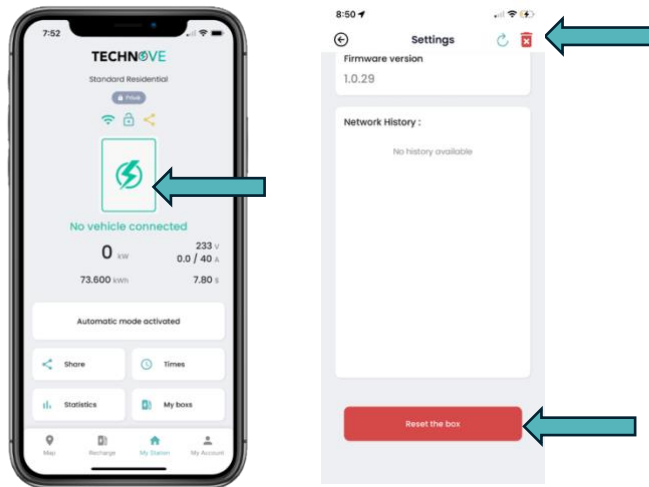 7:52
TECHNOVE
Standard Residential
Privé
No vehicle connected
0 kW
233 V
0.0 / 40 A
73.600 kWh
7.80 $
Automatic mode activated
Share
Times
Statistics
My boxs
Map
Recharge
My Station
My Account
8:50
Settings
Firmware version
1.0.29
Network History :
No history available
Reset the box